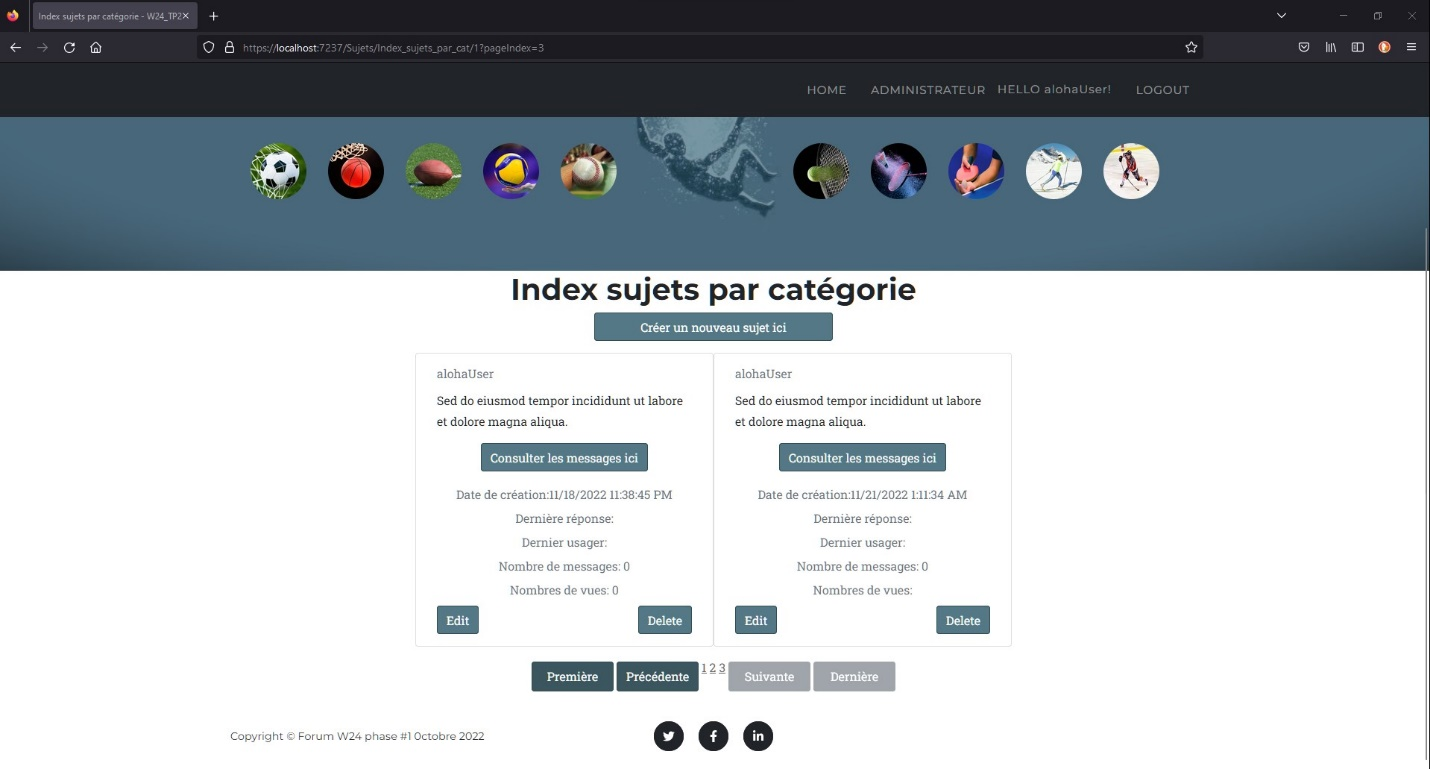 Index sujets par catégorie - W24_TP2
https://localhost:7237/Sujets/Index_sujets_par_cat/1?pageIndex=3
HOME ADMINISTRATEUR HELLO alohaUser! LOGOUT
Index sujets par catégorie
Créer un nouveau sujet ici
alohaUser
Sed do eiusmod tempor incididunt ut labore
et dolore magna aliqua.
Consulter les messages ici
Date de création:11/18/2022 11:38:45 PM
Dernière réponse:
Dernier usager:
Nombre de messages: 0
Nombres de vues: 0
Edit Delete
alohaUser
Sed do eiusmod tempor incididunt ut labore
et dolore magna aliqua.
Consulter les messages ici
Date de création:11/21/2022 1:11:34 AM
Dernière réponse:
Dernier usager:
Nombre de messages: 0
Nombres de vues:
Edit Delete
Première Précédente 1 2 3 Suivante Dernière
Copyright © Forum W24 phase #1 Octobre 2022